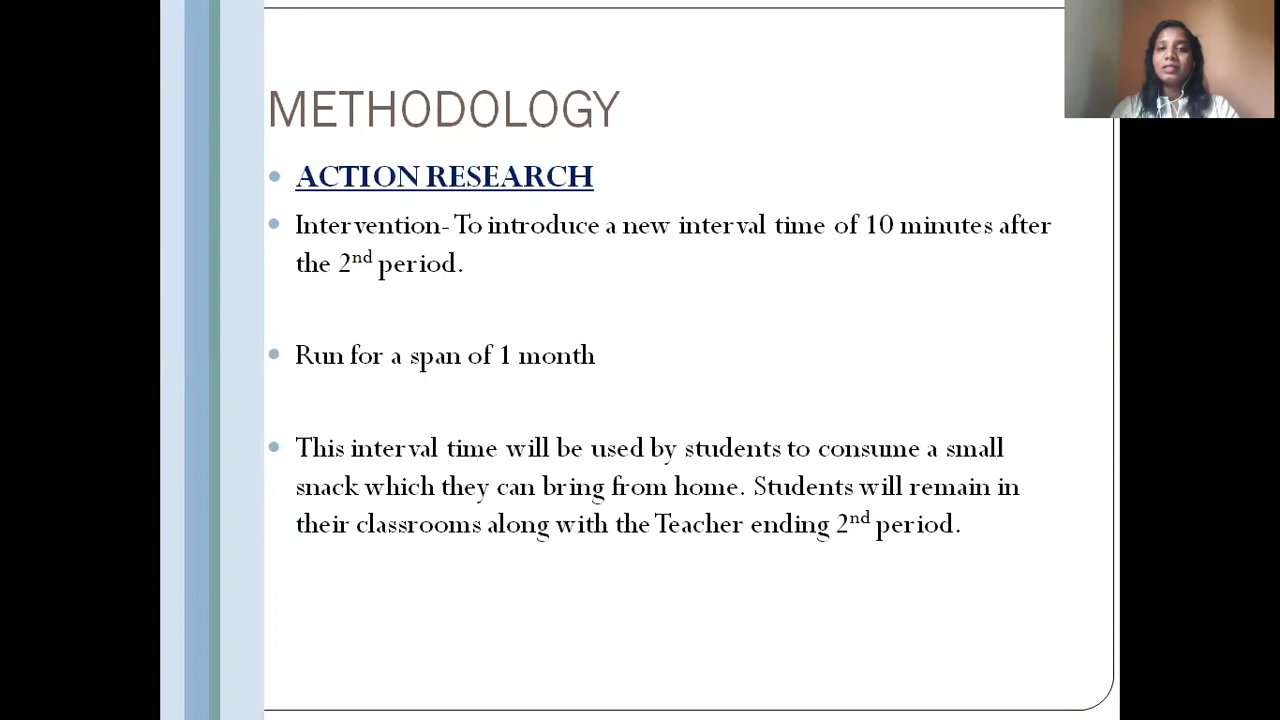 METHODOLOGY
ACTION RESEARCH
Intervention- To introduce a new interval time of 10 minutes after
the 2nd period.
Run for a span of 1 month
This interval time will be used by students to consume a small
snack which they can bring from home. Students will remain in
their classrooms along with the Teacher ending 2nd period.